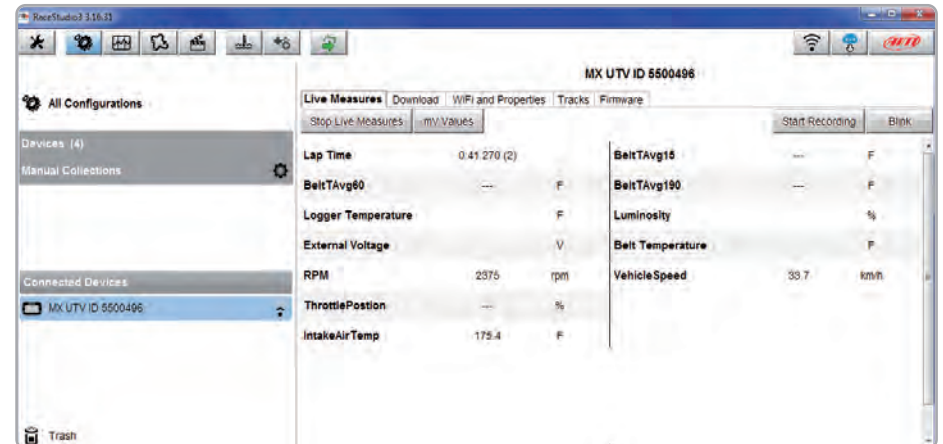 RaceStudio3 3.16.31
AiM
MX UTV ID 5500496
All Configurations
Devices (4)
Manual Collections
Connected Devices
MX UTV ID 5500496
Trash
Live Measures Download WiFi and Properties Tracks Firmware
Stop Live Measures mV Values Start Recording Blink
Lap Time 0.41.270 (2) BeltTAvg15 --- F
BeltTAvg60 --- F BeltTAvg190 --- F
Logger Temperature F Luminosity %
External Voltage V Belt Temperature F
RPM 2375 rpm VehicleSpeed 33.7 km/h
ThrottlePostion --- %
IntakeAirTemp 175.4 F